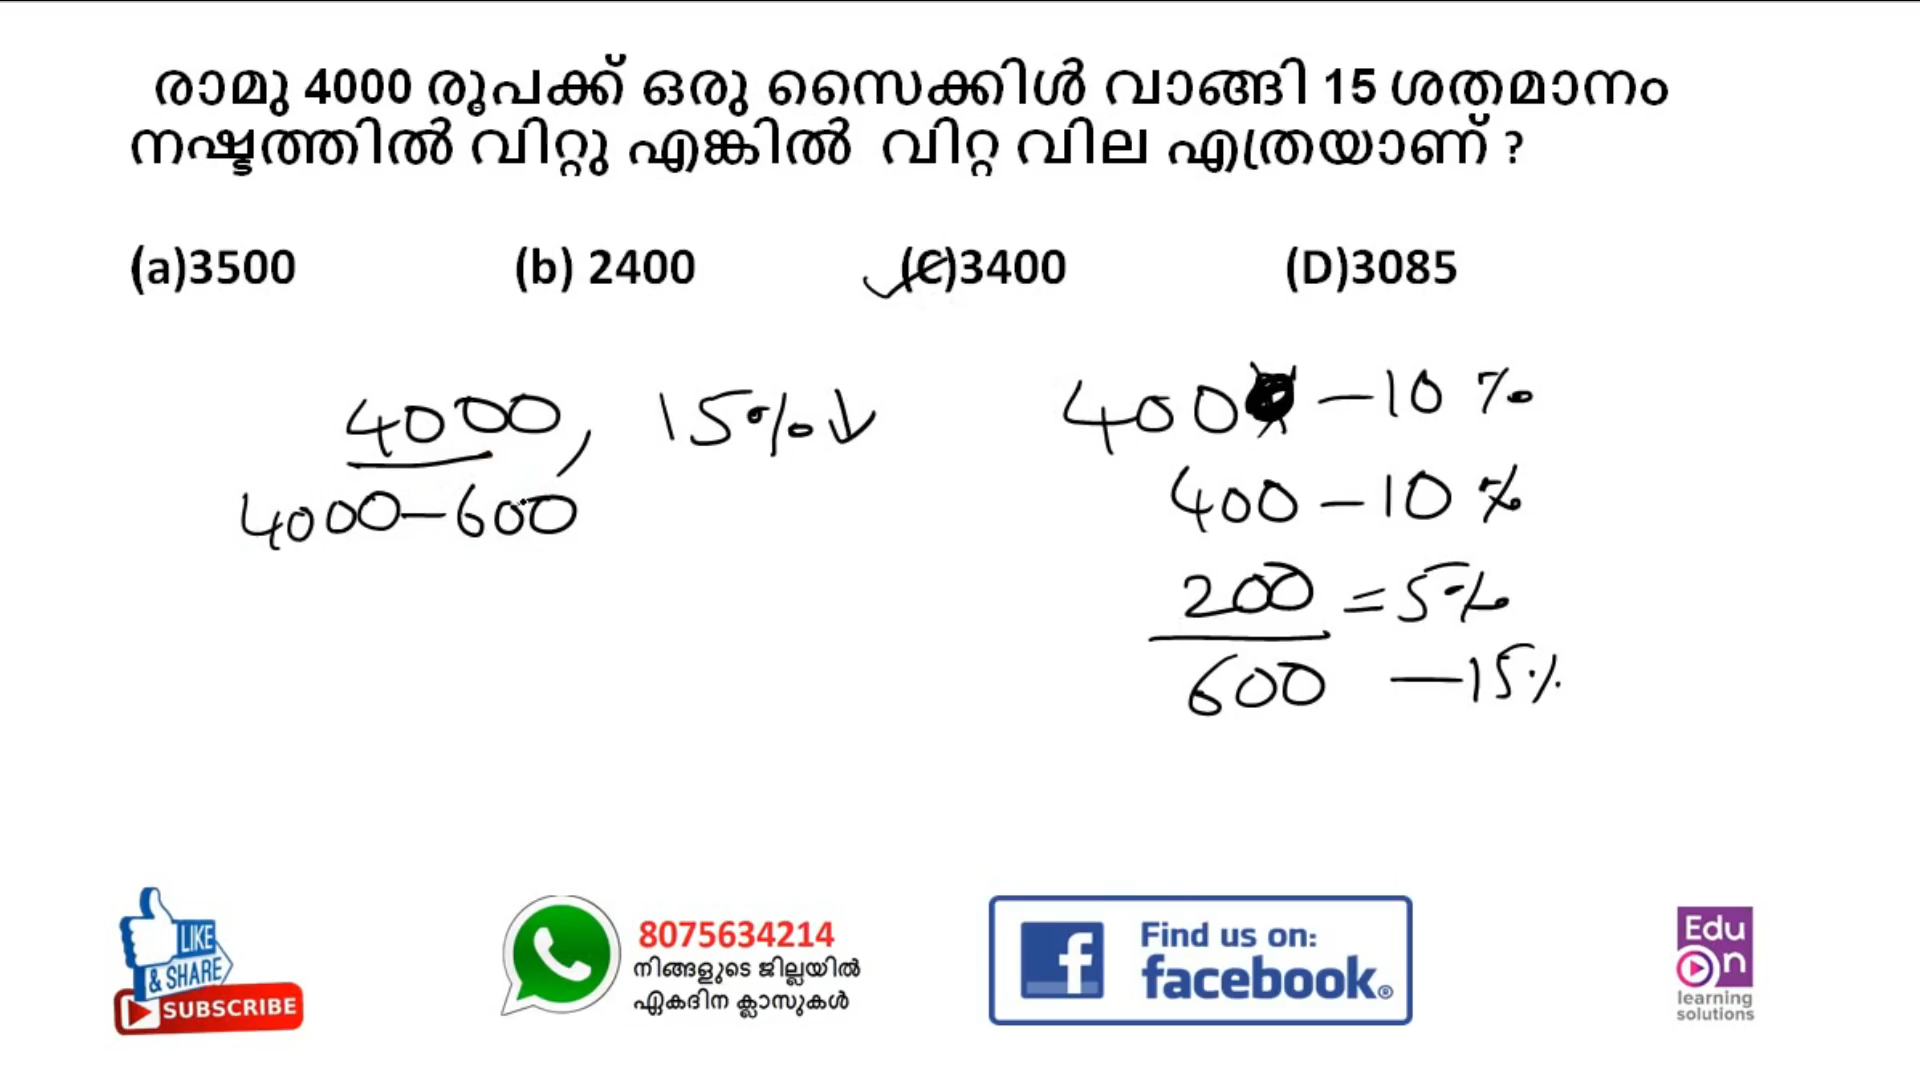 രാമു 4000 രൂപക്ക് ഒരു സൈക്കിൾ വാങ്ങി 15 ശതമാനം
നഷ്ടത്തിൽ വിറ്റു എങ്കിൽ വിറ്റ വില എത്രയാണ് ?
(a)3500 (b) 2400 (C)3400 (D)3085
4000, 15%↓
4000-600
400 - 10 %
400 - 10 %
200 = 5%
600 - 15%
LIKE
& SHARE
SUBSCRIBE
8075634214
നിങ്ങളുടെ ജില്ലയിൽ
ഏകദിന ക്ലാസുകൾ
Find us on:
facebook®
Edu
On
learning
solutions